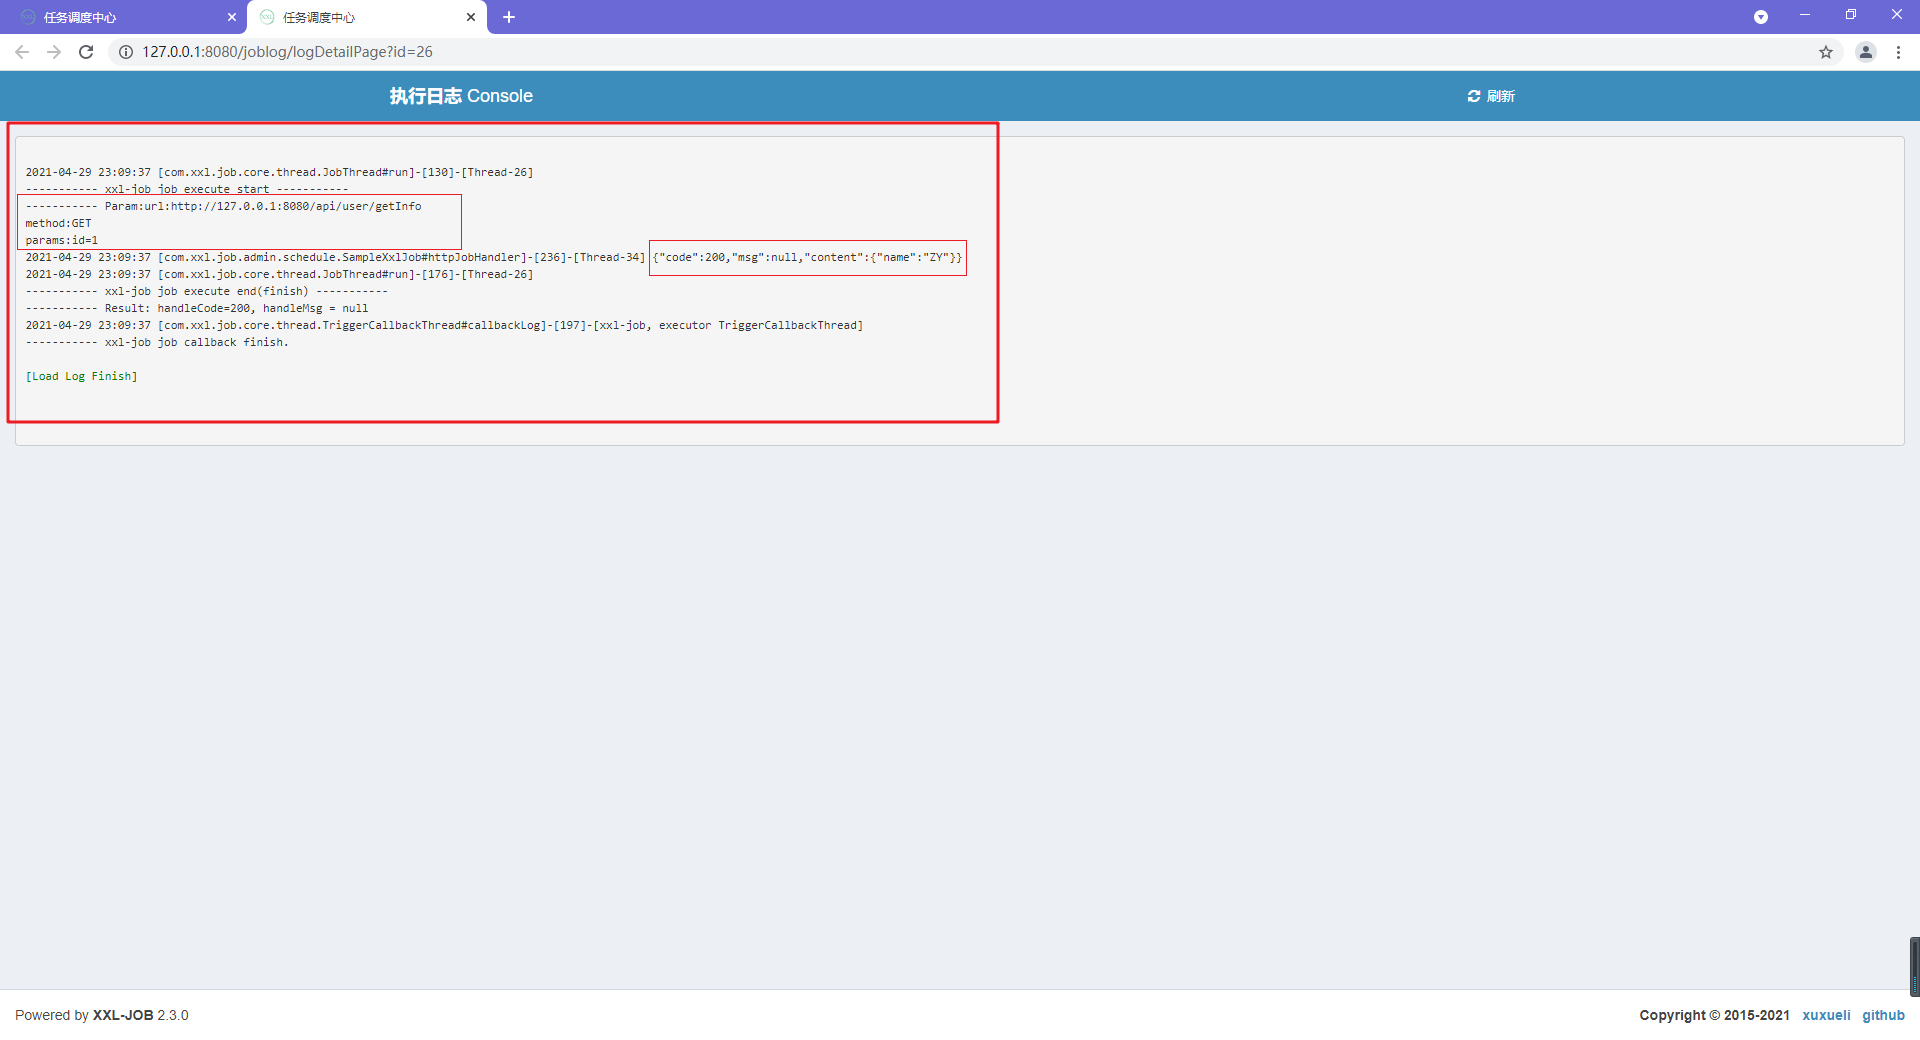 任务调度中心
任务调度中心
127.0.0.1:8080/joblog/logDetailPage?id=26
执行日志 Console
刷新
2021-04-29 23:09:37 [com.xxl.job.core.thread.JobThread#run]-[130]-[Thread-26]
----------- xxl-job job execute start -----------
----------- Param:url:http://127.0.0.1:8080/api/user/getInfo
method:GET
params:id=1
2021-04-29 23:09:37 [com.xxl.job.admin.schedule.SampleXxlJob#httpJobHandler]-[236]-[Thread-34] {"code":200,"msg":null,"content":{"name":"ZY"}}
2021-04-29 23:09:37 [com.xxl.job.core.thread.JobThread#run]-[176]-[Thread-26]
----------- xxl-job job execute end(finish) -----------
----------- Result: handleCode=200, handleMsg = null
2021-04-29 23:09:37 [com.xxl.job.core.thread.TriggerCallbackThread#callbackLog]-[197]-[xxl-job, executor TriggerCallbackThread]
----------- xxl-job job callback finish.
[Load Log Finish]
Powered by XXL-JOB 2.3.0
Copyright © 2015-2021 xuxueli github